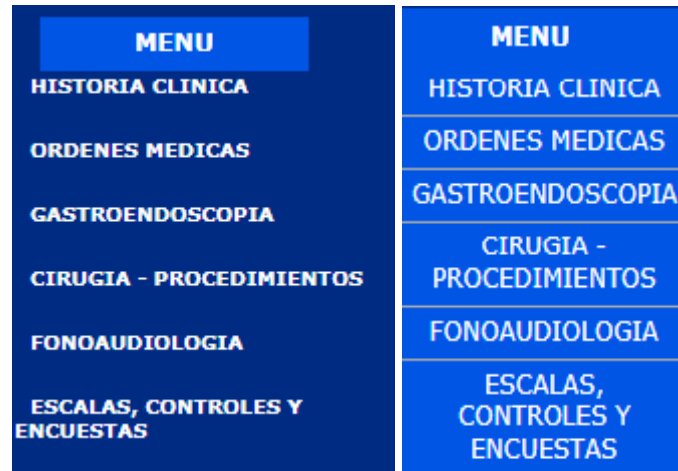 MENU
HISTORIA CLINICA
ORDENES MEDICAS
GASTROENDOSCOPIA
CIRUGIA - PROCEDIMIENTOS
FONOAUDIOLOGIA
ESCALAS, CONTROLES Y
ENCUESTAS
MENU
HISTORIA CLINICA
ORDENES MEDICAS
GASTROENDOSCOPIA
CIRUGIA -
PROCEDIMIENTOS
FONOAUDIOLOGIA
ESCALAS,
CONTROLES Y
ENCUESTAS